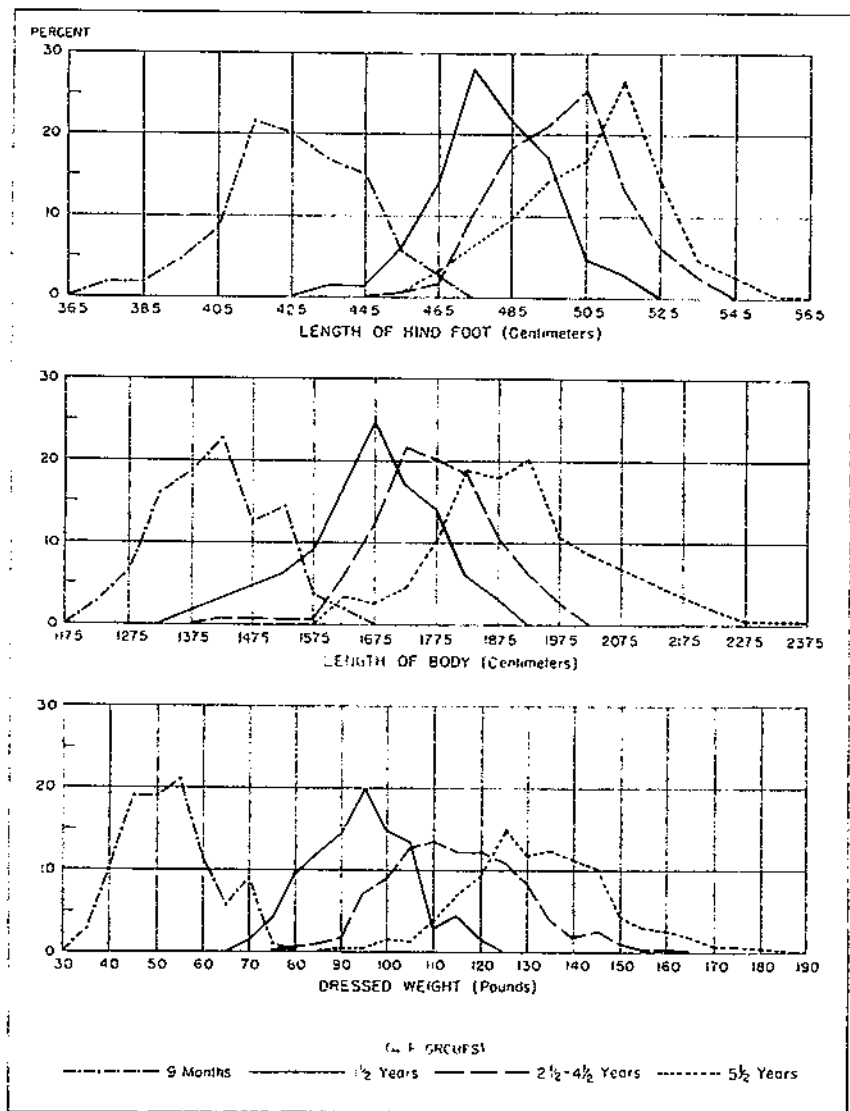 PERCENT
30
20
10
0
365 385 405 425 445 465 485 505 525 545 565
LENGTH OF HIND FOOT (Centimeters)
30
20
10
0
1175 1275 1375 1475 1575 1675 1775 1875 1975 2075 2175 2275 2375
LENGTH OF BODY (Centimeters)
30
20
10
0
30 40 50 60 70 80 90 100 110 120 130 140 150 160 170 180 190
DRESSED WEIGHT (Pounds)
GROUPS)
9 Months 1½ Years 2½-4½ Years 5½ Years